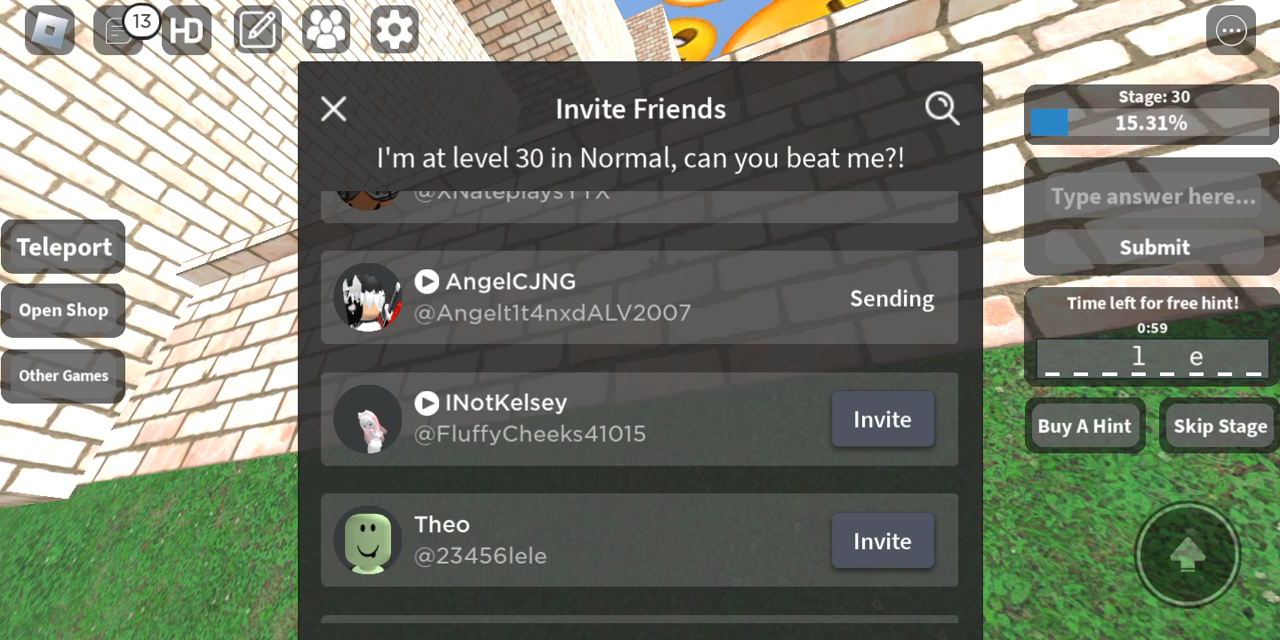 13
HD
Invite Friends
I'm at level 30 in Normal, can you beat me?!
@XNateplaysYTX
AngelCJNG
@Angelt1t4nxdALV2007
Sending
INotKelsey
@FluffyCheeks41015
Invite
Theo
@23456lele
Invite
Teleport
Open Shop
Other Games
Stage: 30
15.31%
Type answer here...
Submit
Time left for free hint!
0:59
_ _ _ l _ e _ _
Buy A Hint
Skip Stage